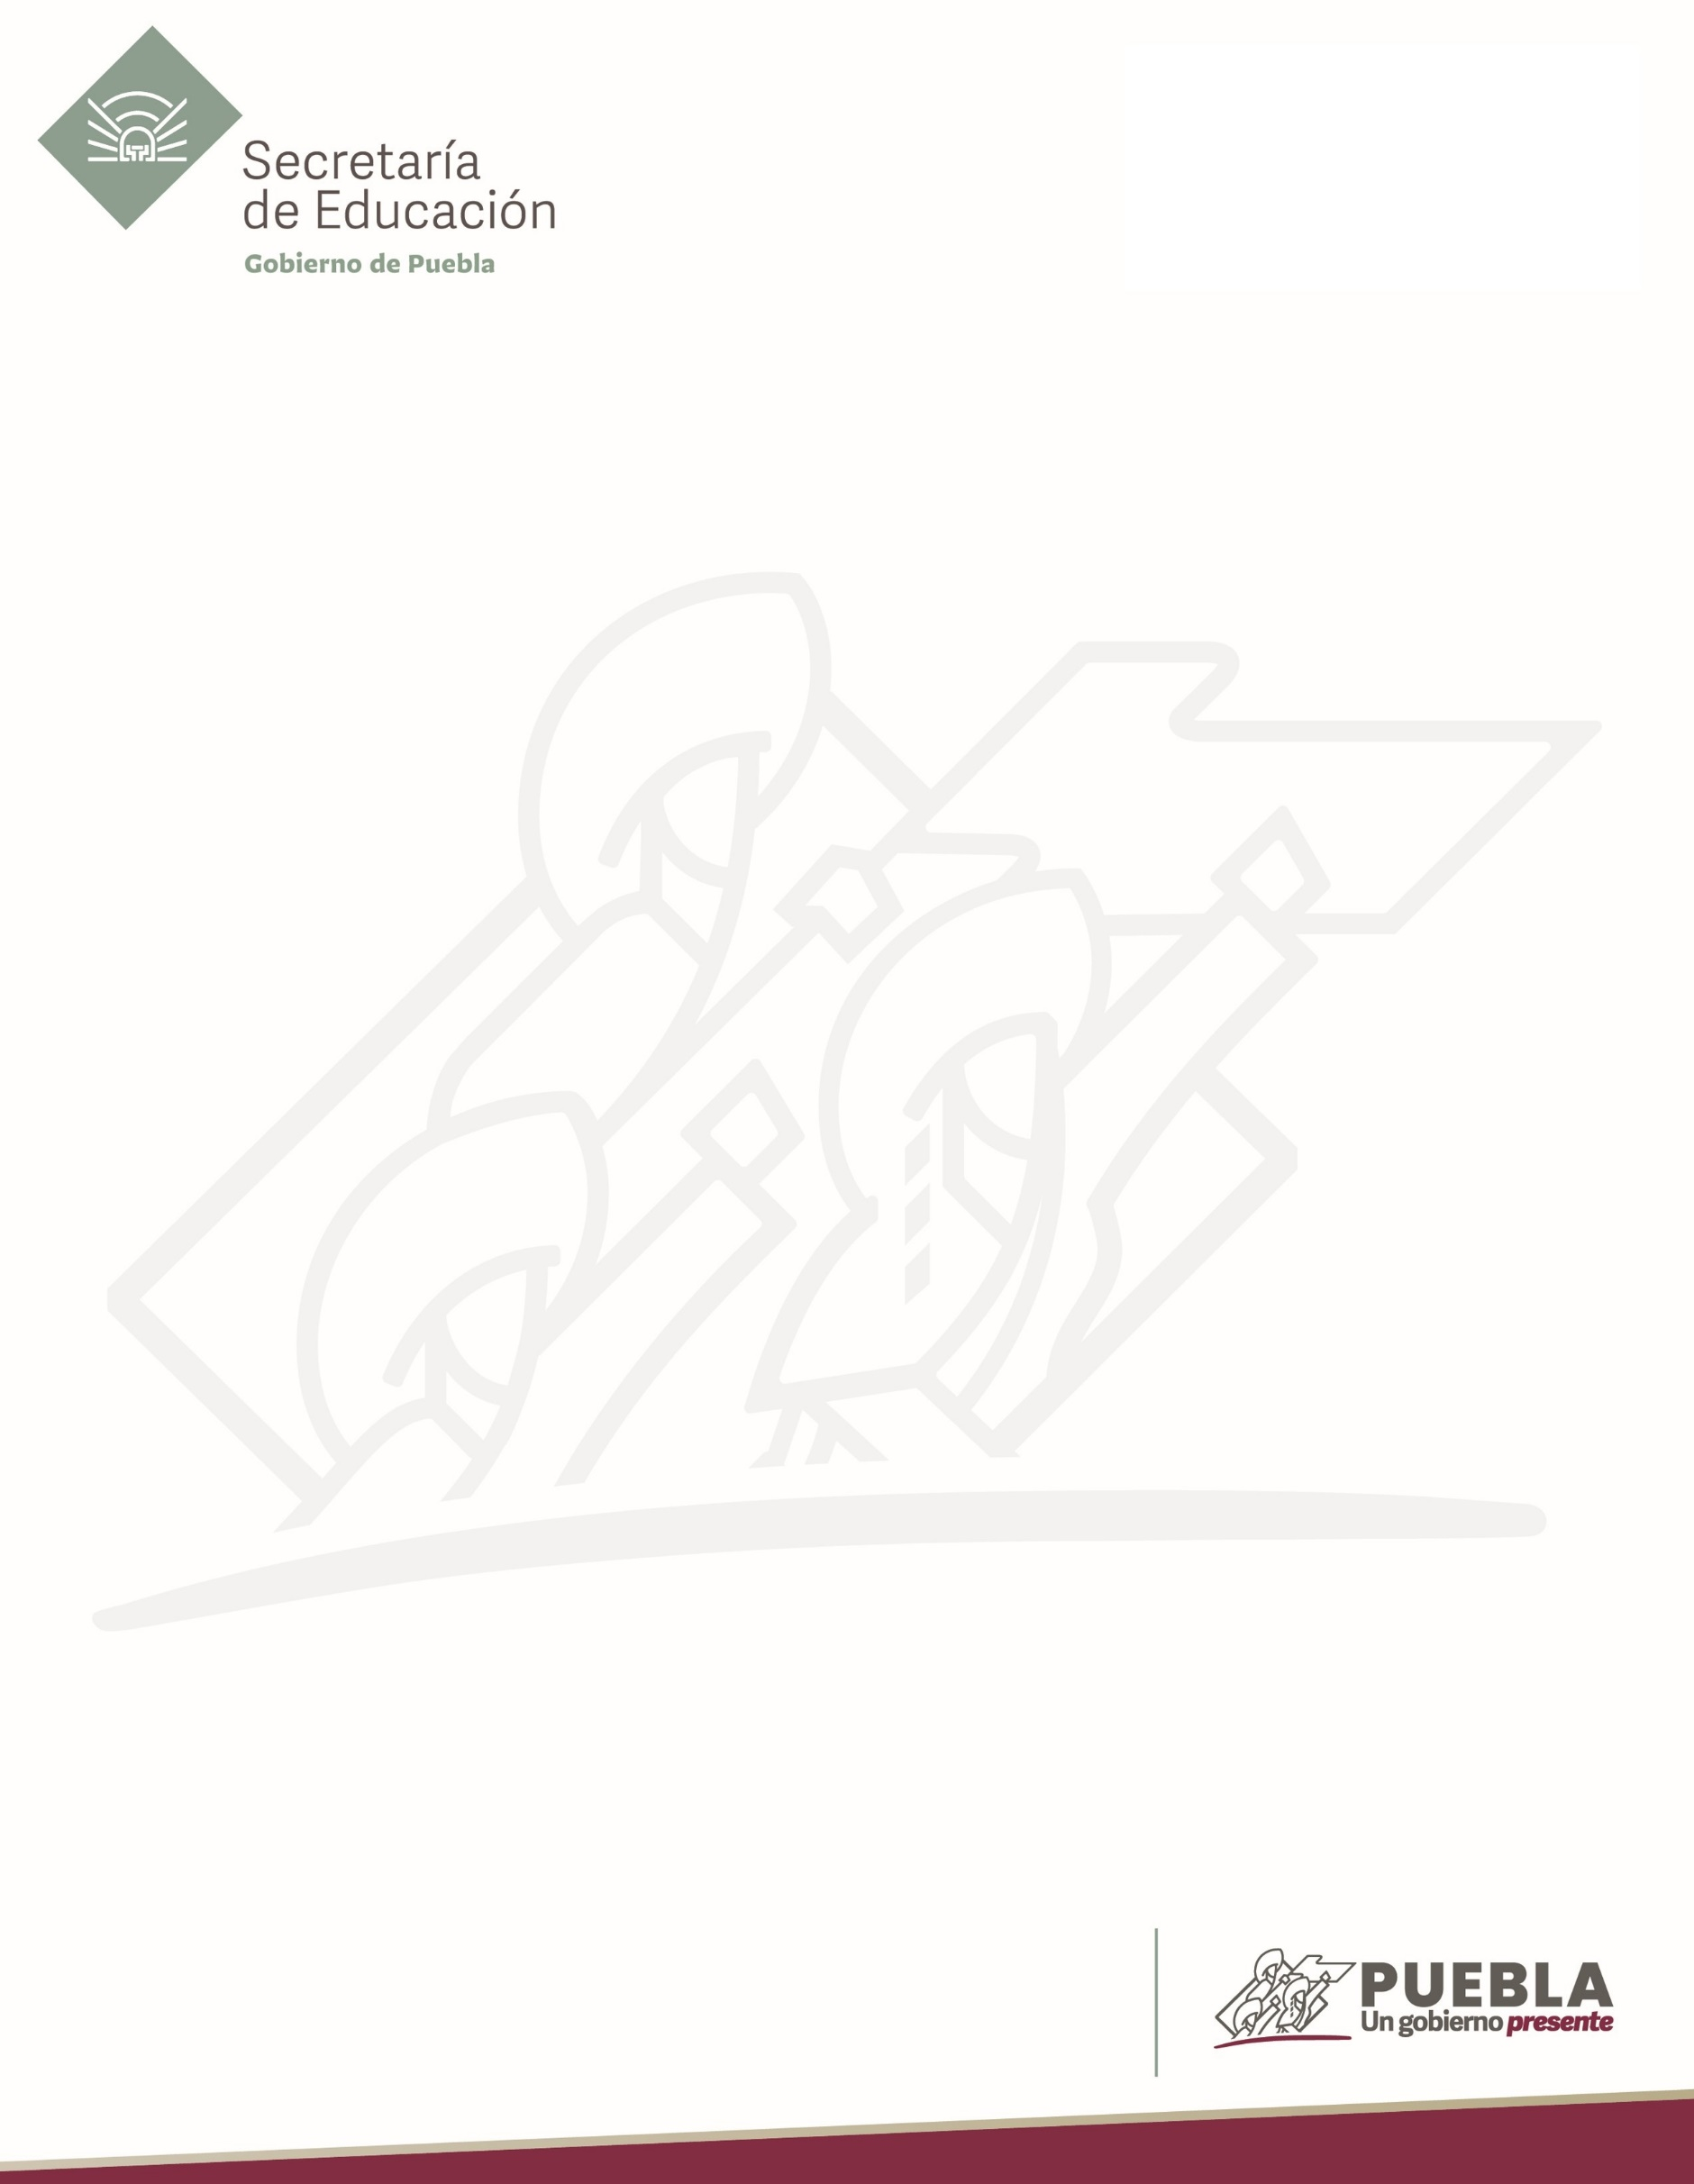 Secretaría
de Educación
Gobierno de Puebla
PUEBLA
Un gobierno presente